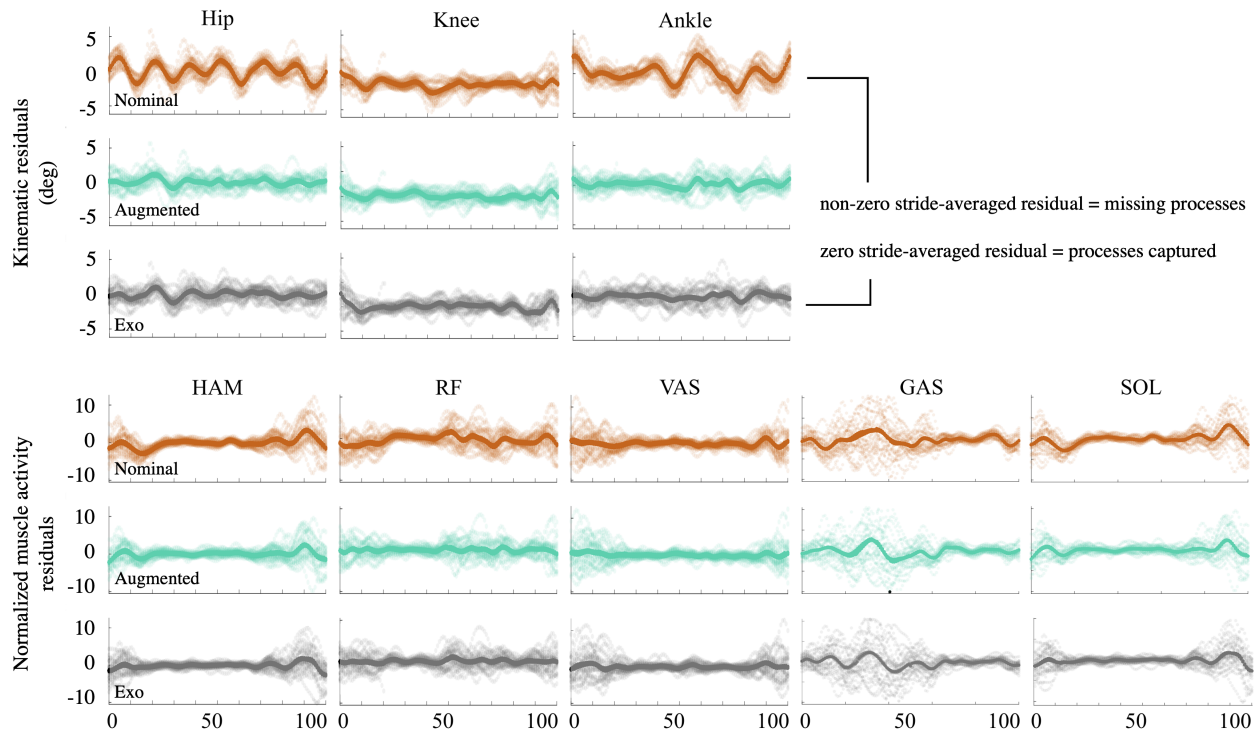 Hip Knee Ankle
Kinematic residuals
(deg)
5
0
-5
Nominal
5
0
-5
Augmented
5
0
-5
Exo
non-zero stride-averaged residual = missing processes
zero stride-averaged residual = processes captured
HAM RF VAS GAS SOL
Normalized muscle activity
residuals
10
0
-10
Nominal
10
0
-10
Augmented
10
0
-10
Exo
0 50 100 0 50 100 0 50 100 0 50 100 0 50 100